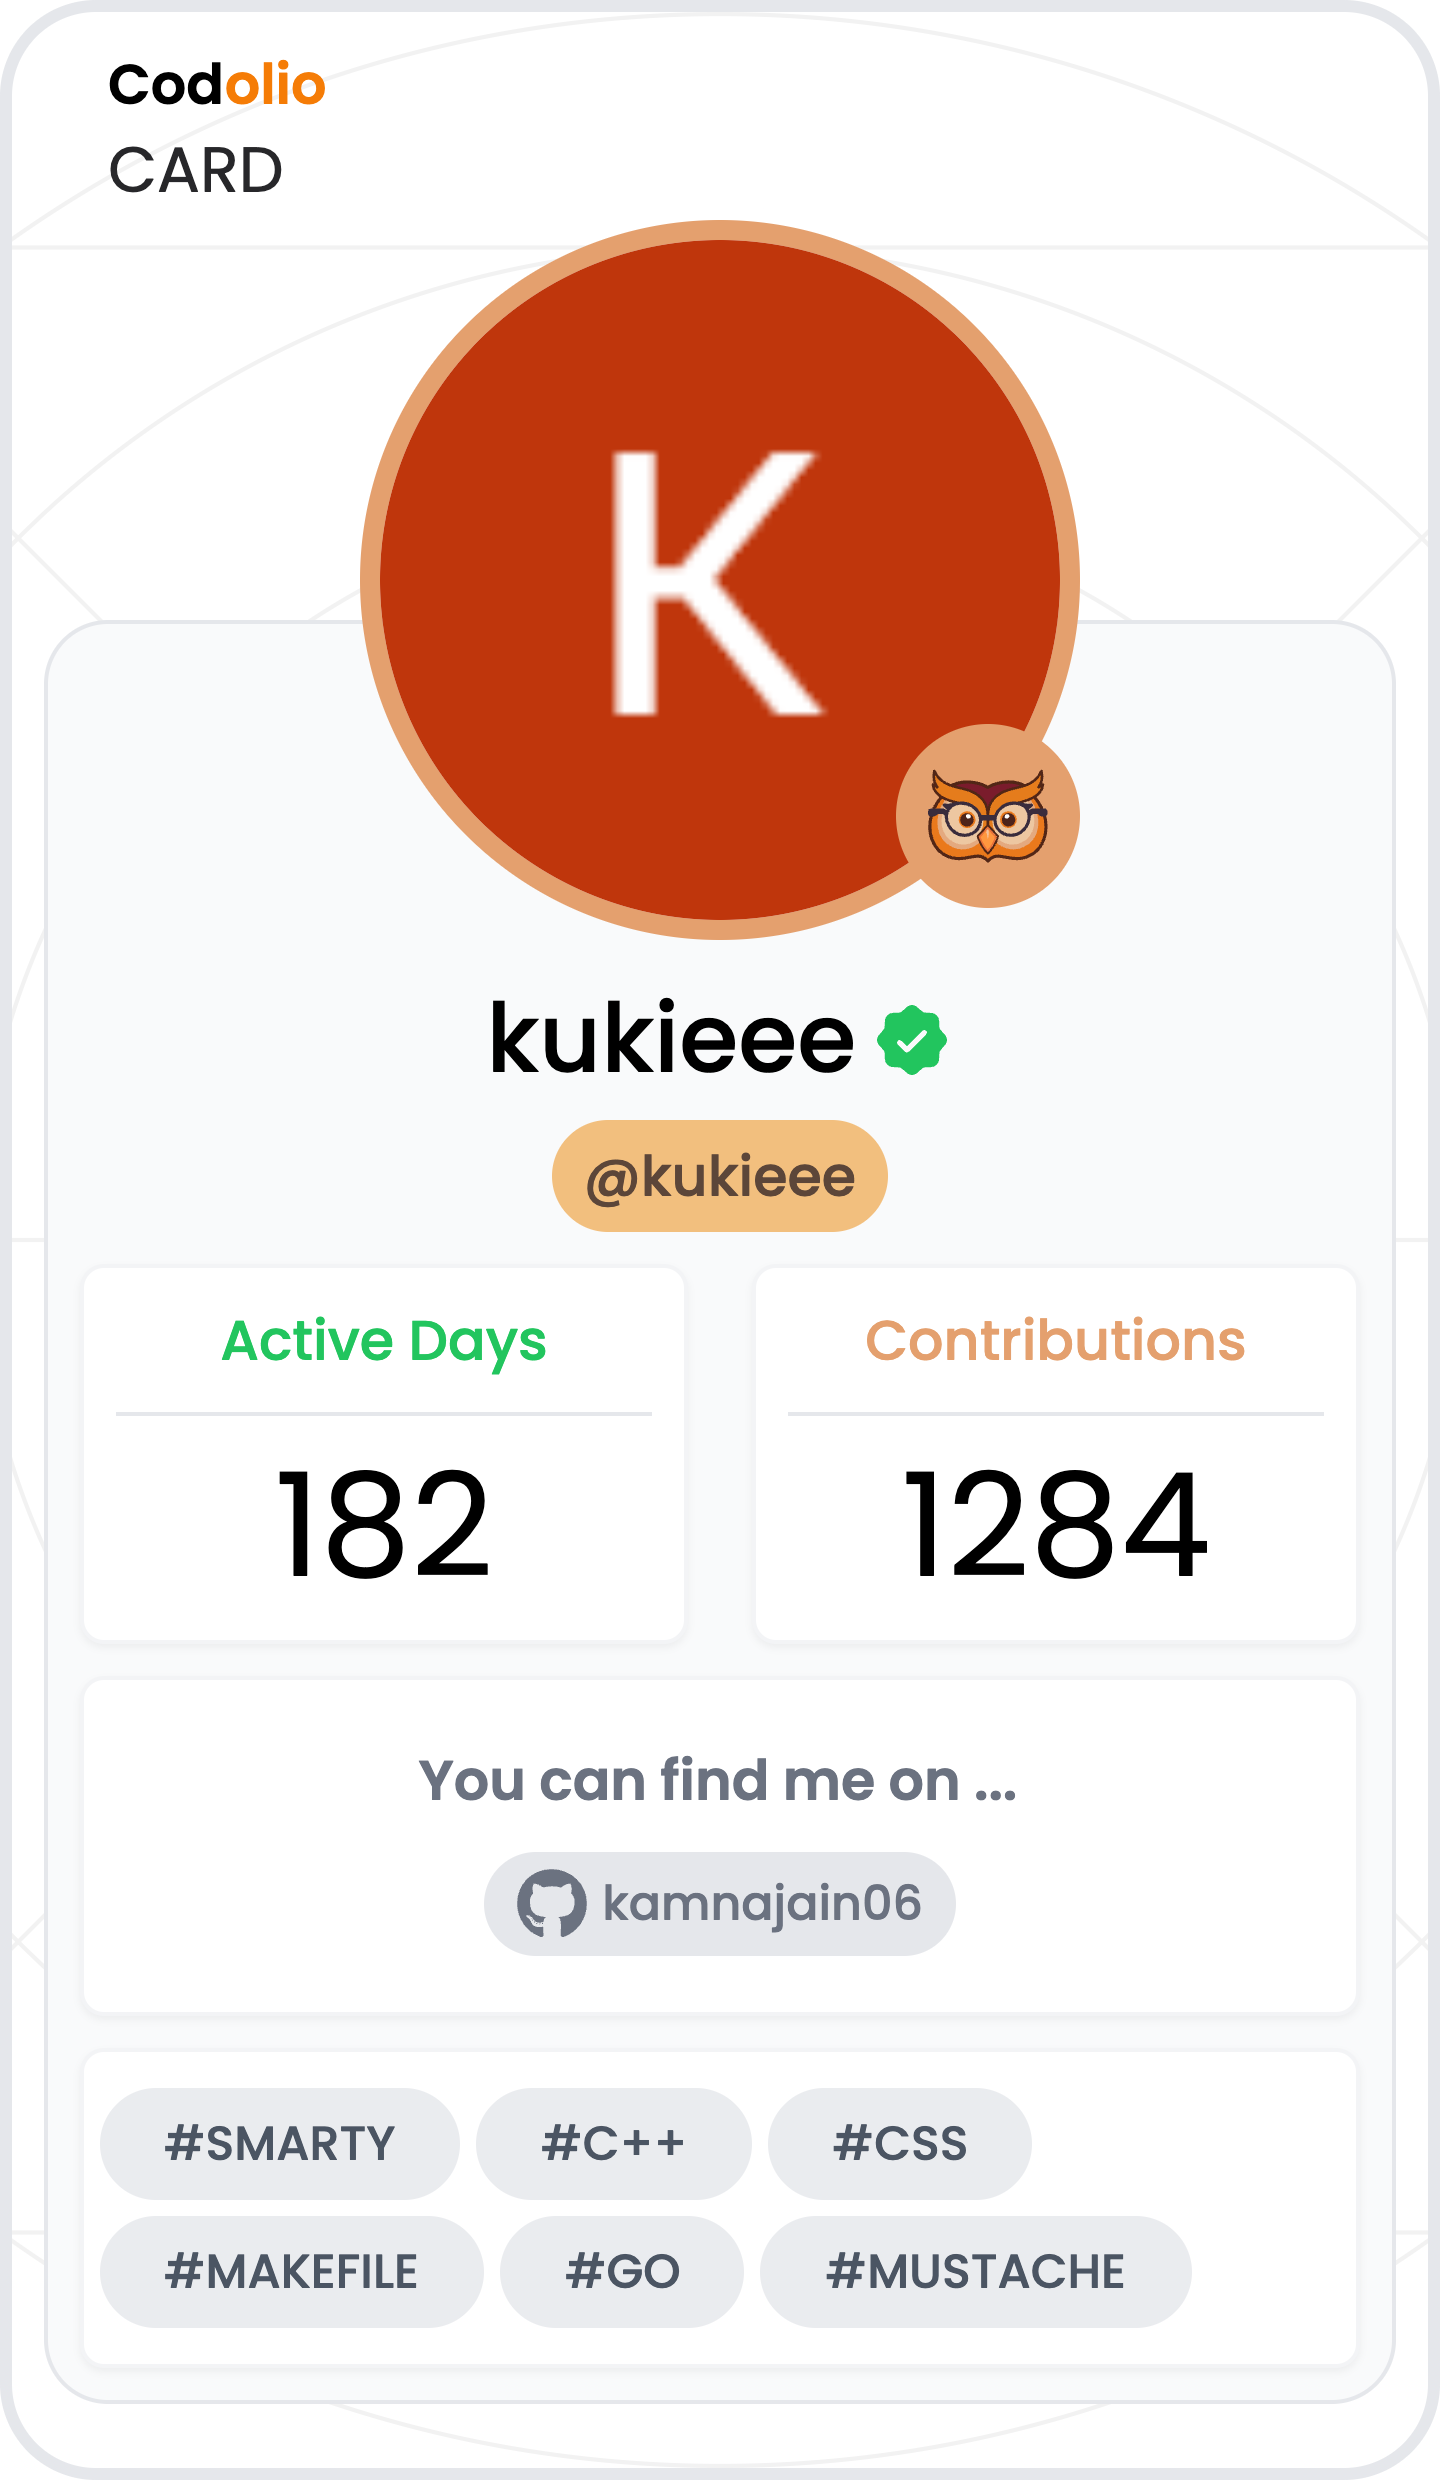 Codolio
CARD
K
kukieee
@kukieee
Active Days
182
Contributions
1284
You can find me on ...
kamnajain06
#SMARTY #C++ #CSS
#MAKEFILE #GO #MUSTACHE